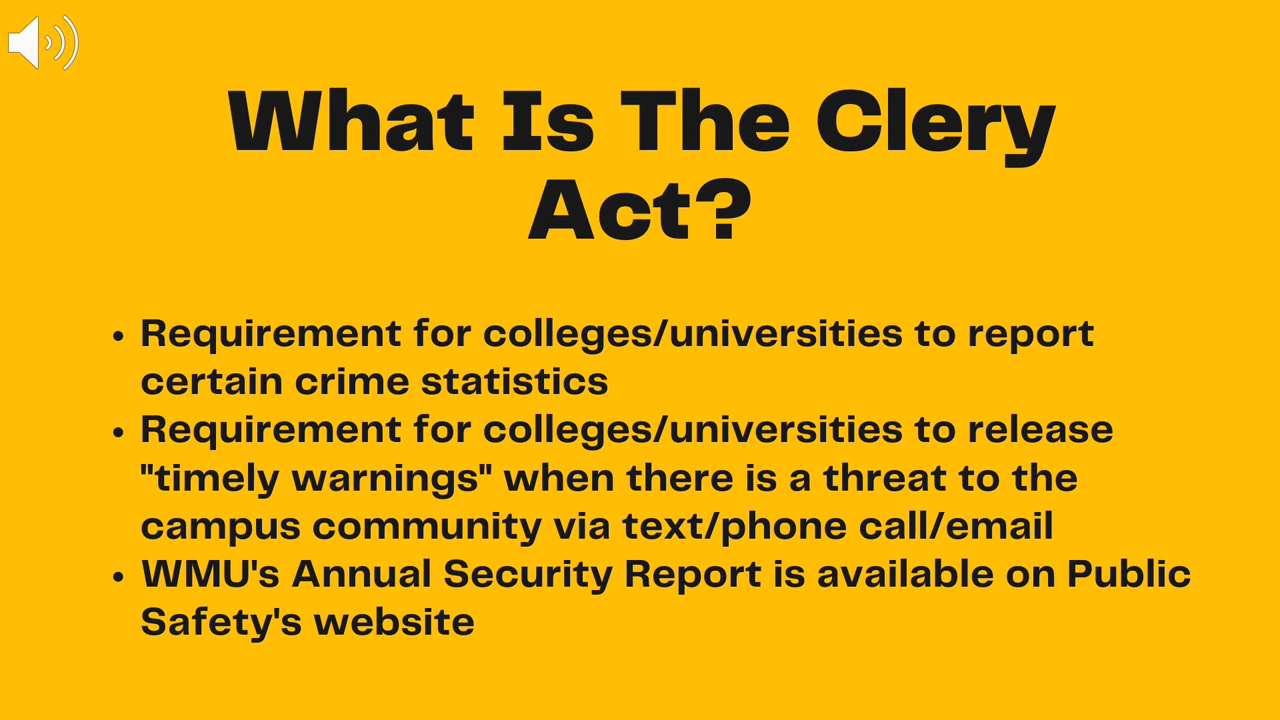 What Is The Clery
Act?
• Requirement for colleges/universities to report
certain crime statistics
• Requirement for colleges/universities to release
"timely warnings" when there is a threat to the
campus community via text/phone call/email
• WMU's Annual Security Report is available on Public
Safety's website